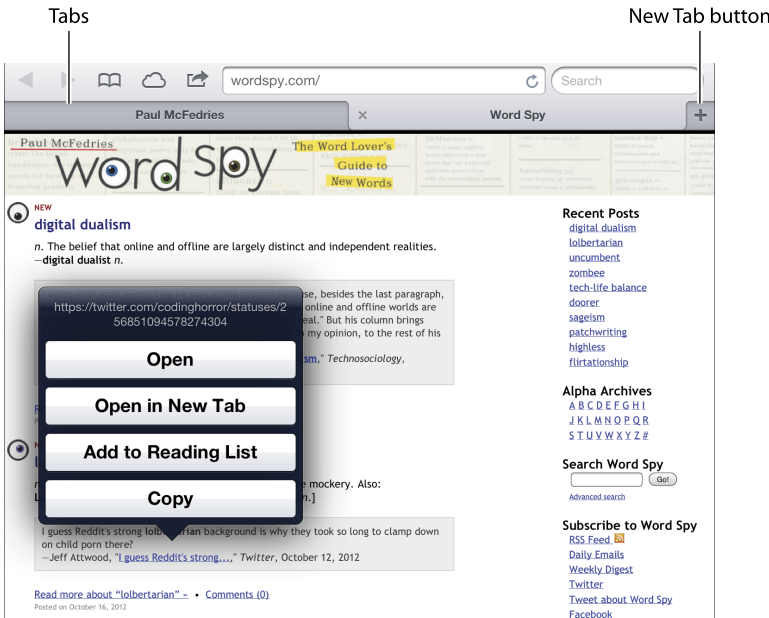 Tabs
New Tab button
wordspy.com/
Search
Paul McFedries
Word Spy
Paul McFedries
word spy
The Word Lover's
Guide to
New Words
NEW
digital dualism
n. The belief that online and offline are largely distinct and independent realities.
—digital dualist n.
se, besides the last paragraph,
online and offline worlds are
eal." But his column brings
my opinion, to the rest of his
sm," Technosociology,
https://twitter.com/codinghorror/statuses/2
56851094578274304
Open
Open in New Tab
Add to Reading List
Copy
e mockery. Also:
n.]
I guess Reddit's strong lolbertarian background is why they took so long to clamp down
on child porn there?
—Jeff Attwood, "I guess Reddit's strong...," Twitter, October 12, 2012
Read more about "lolbertarian" » • Comments (0)
Posted on October 16, 2012
Recent Posts
digital dualism
lolbertarian
uncumbent
zombee
tech-life balance
doorer
sageism
patchwriting
highless
flirtationship
Alpha Archives
A B C D E F G H I
J K L M N O P Q R
S T U V W X Y Z #
Search Word Spy
Go!
Advanced search
Subscribe to Word Spy
RSS Feed
Daily Emails
Weekly Digest
Twitter
Tweet about Word Spy
Facebook